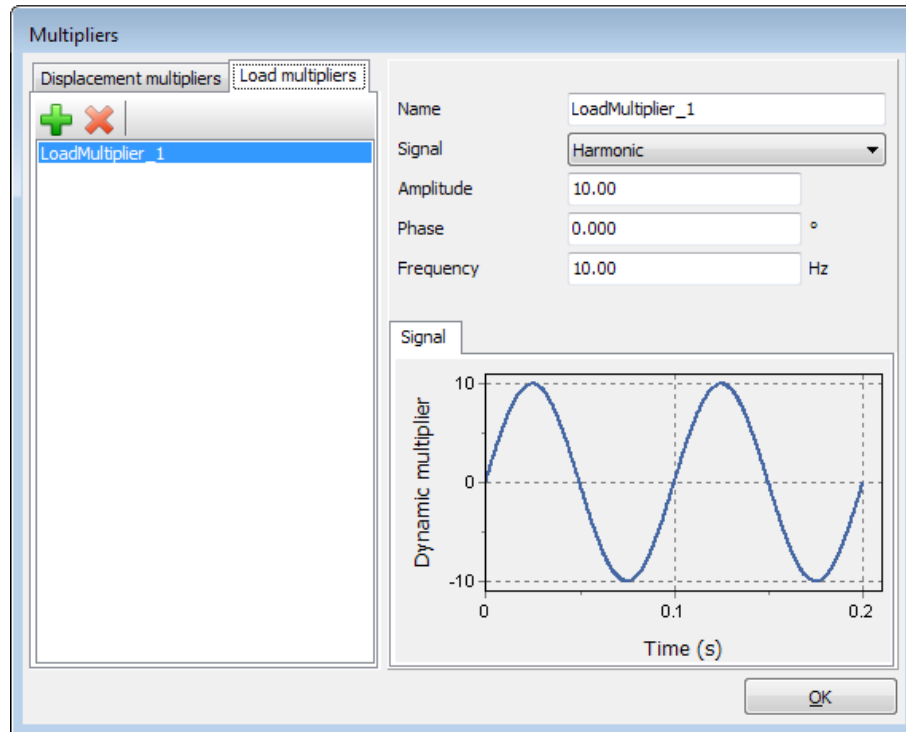 Multipliers
Displacement multipliers Load multipliers
LoadMultiplier_1
Name LoadMultiplier_1
Signal Harmonic
Amplitude 10.00
Phase 0.000 °
Frequency 10.00 Hz
Signal
Dynamic multiplier
10
0
-10
0 0.1 0.2
Time (s)
OK